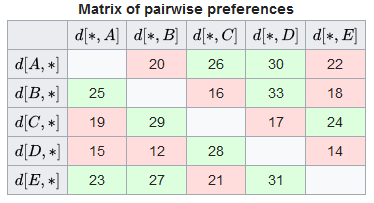 Matrix of pairwise preferences
d[*, A] d[*, B] d[*, C] d[*, D] d[*, E]
d[A, *] 20 26 30 22
d[B, *] 25 16 33 18
d[C, *] 19 29 17 24
d[D, *] 15 12 28 14
d[E, *] 23 27 21 31